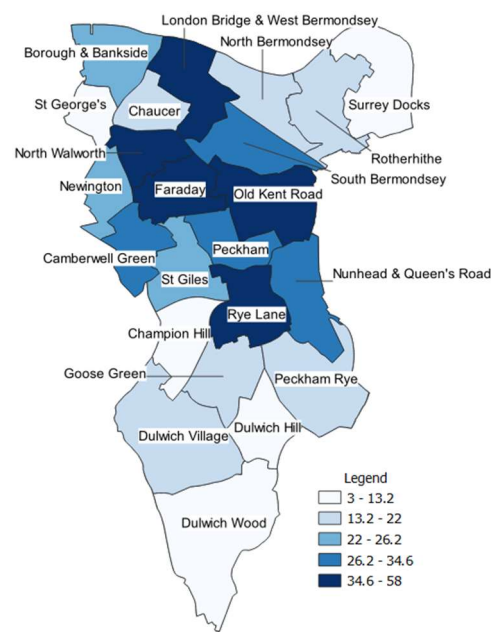 London Bridge & West Bermondsey
North Bermondsey
Borough & Bankside
St George's
Chaucer
Surrey Docks
North Walworth
Rotherhithe
South Bermondsey
Newington
Faraday
Old Kent Road
Camberwell Green
Peckham
Nunhead & Queen's Road
St Giles
Rye Lane
Champion Hill
Goose Green
Peckham Rye
Dulwich Village
Dulwich Hill
Dulwich Wood
Legend
3 - 13.2
13.2 - 22
22 - 26.2
26.2 - 34.6
34.6 - 58